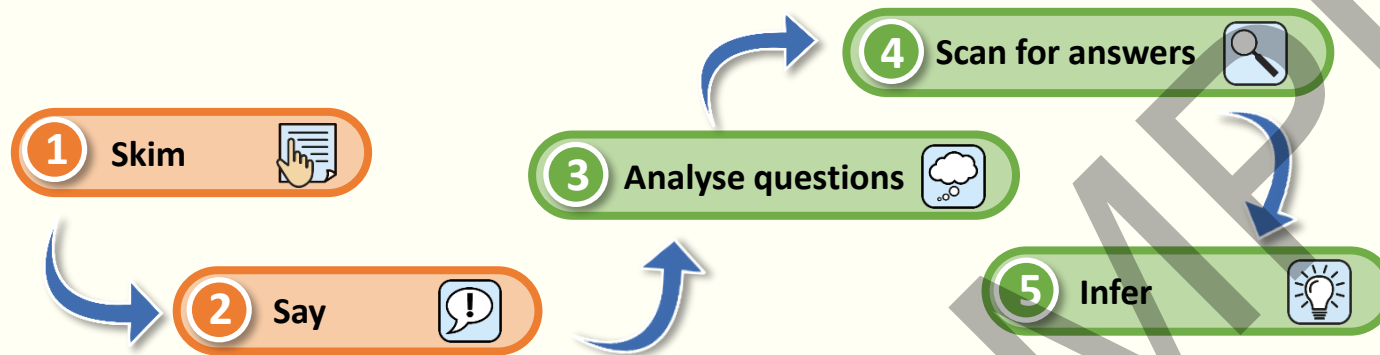 1 Skim
2 Say
!
3 Analyse questions
4 Scan for answers
5 Infer